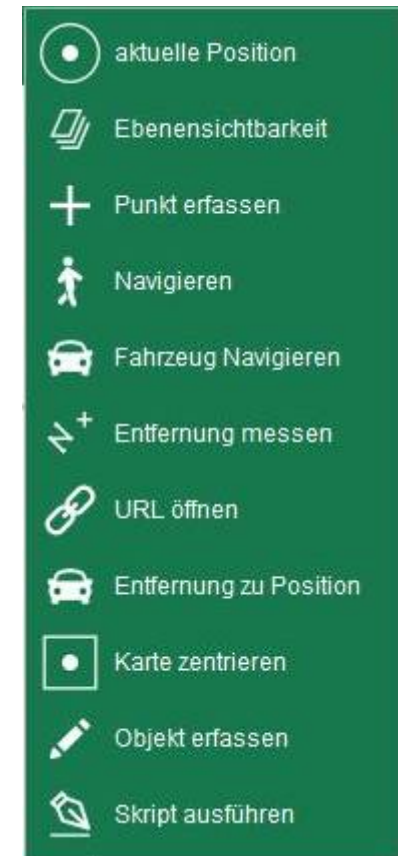 aktuelle Position
Ebenensichtbarkeit
Punkt erfassen
Navigieren
Fahrzeug Navigieren
Entfernung messen
URL öffnen
Entfernung zu Position
Karte zentrieren
Objekt erfassen
Skript ausführen